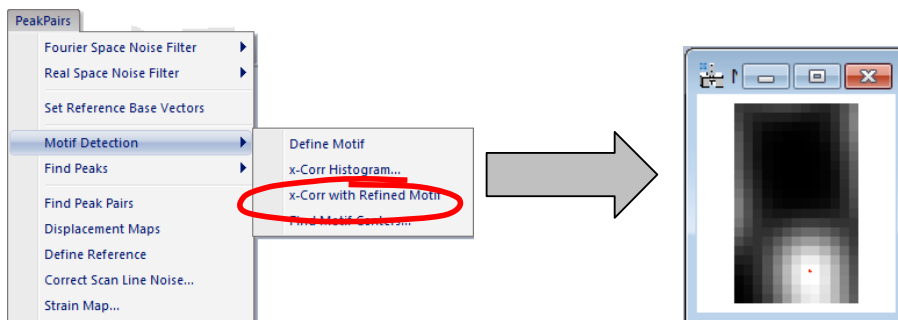 PeakPairs
Fourier Space Noise Filter
Real Space Noise Filter
Set Reference Base Vectors
Motif Detection
Find Peaks
Find Peak Pairs
Displacement Maps
Define Reference
Correct Scan Line Noise...
Strain Map...
Define Motif
x-Corr Histogram...
x-Corr with Refined Motif
Find Motif Centers...